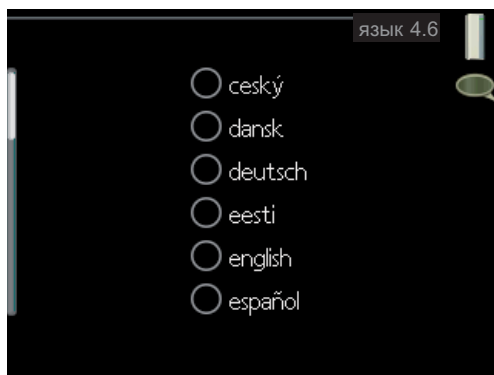 язык 4.6
ceský
dansk
deutsch
eesti
english
español